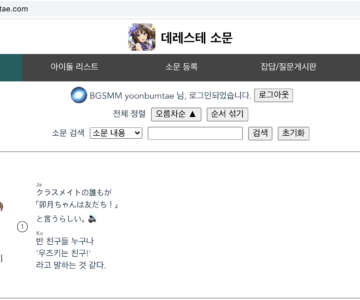 tae.com
데레스테 소문
아이돌 리스트 소문 등록 잡답/질문게시판
BGSMM yoonbumtae 님, 로그인되었습니다. 로그아웃
전체 정렬 오름차순 ▲ 순서 섞기
소문 검색 소문 내용 검색 초기화
Ja
クラスメイトの誰もが
「卯月ちゃんは友だち！」
と言うらしい。
1
Ko
반 친구들 누구나
'우즈키는 친구!'
라고 말하는 것 같다.